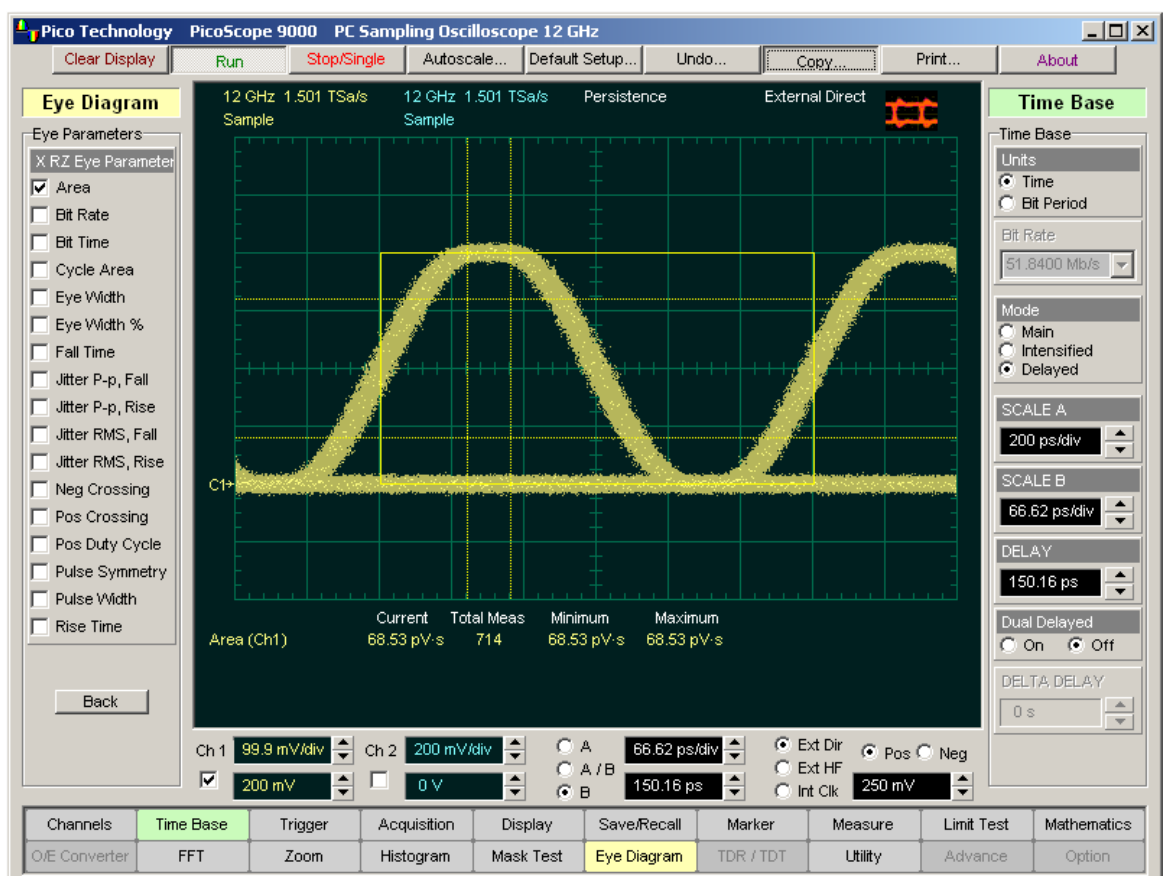 Pico Technology PicoScope 9000 PC Sampling Oscilloscope 12 GHz
Clear Display Run Stop/Single Autoscale... Default Setup... Undo... Copy.... Print... About
Eye Diagram
Eye Parameters
X RZ Eye Parameter
Area
Bit Rate
Bit Time
Cycle Area
Eye Width
Eye Width %
Fall Time
Jitter P-p, Fall
Jitter P-p, Rise
Jitter RMS, Fall
Jitter RMS, Rise
Neg Crossing
Pos Crossing
Pos Duty Cycle
Pulse Symmetry
Pulse Width
Rise Time
Back
12 GHz 1.501 TSa/s 12 GHz 1.501 TSa/s Persistence External Direct
Sample Sample
C1
Current Total Meas Minimum Maximum
Area (Ch1) 68.53 pV·s 714 68.53 pV·s 68.53 pV·s
Time Base
Time Base
Units
Time
Bit Period
Bit Rate
51.8400 Mb/s
Mode
Main
Intensified
Delayed
SCALE A
200 ps/div
SCALE B
66.62 ps/div
DELAY
150.16 ps
Dual Delayed
On Off
DELTA DELAY
0 s
Ch 1 99.9 mV/div Ch 2 200 mV/div A 66.62 ps/div Ext Dir Pos Neg
A / B Ext HF
200 mV 0 V B 150.16 ps Int Clk 250 mV
Channels Time Base Trigger Acquisition Display Save/Recall Marker Measure Limit Test Mathematics
O/E Converter FFT Zoom Histogram Mask Test Eye Diagram TDR / TDT Utility Advance Option